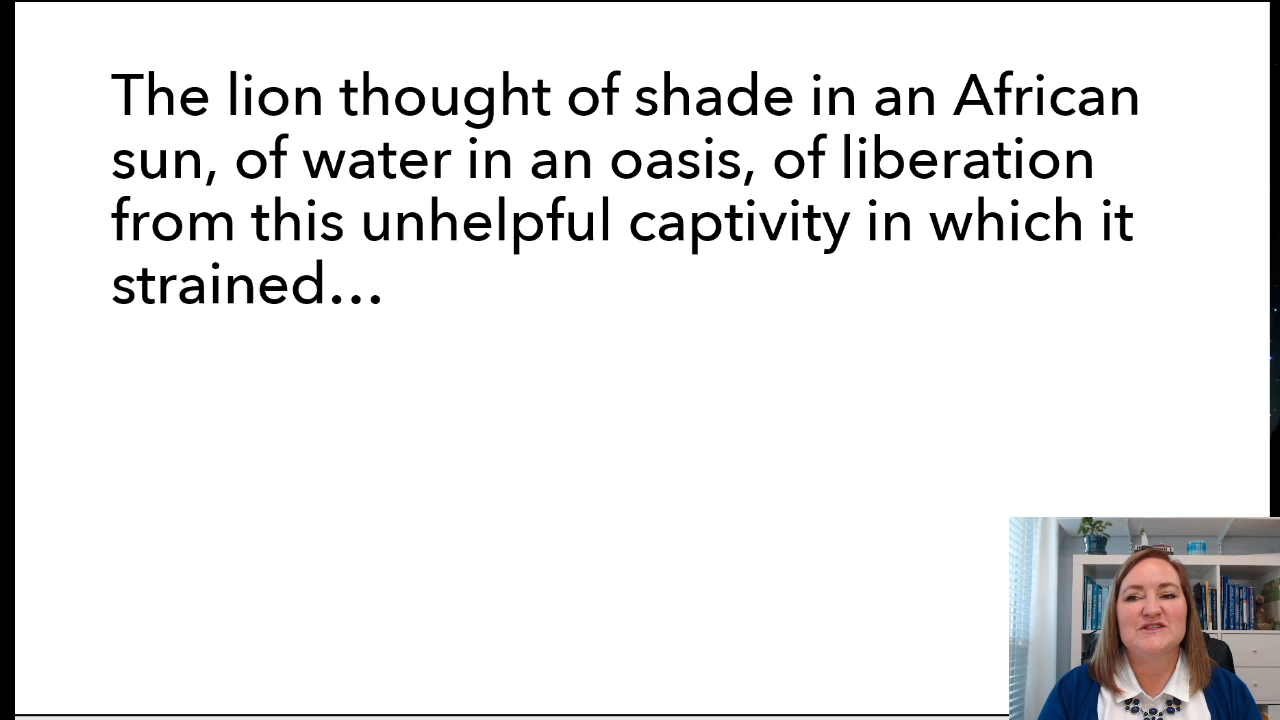 The lion thought of shade in an African
sun, of water in an oasis, of liberation
from this unhelpful captivity in which it
strained…